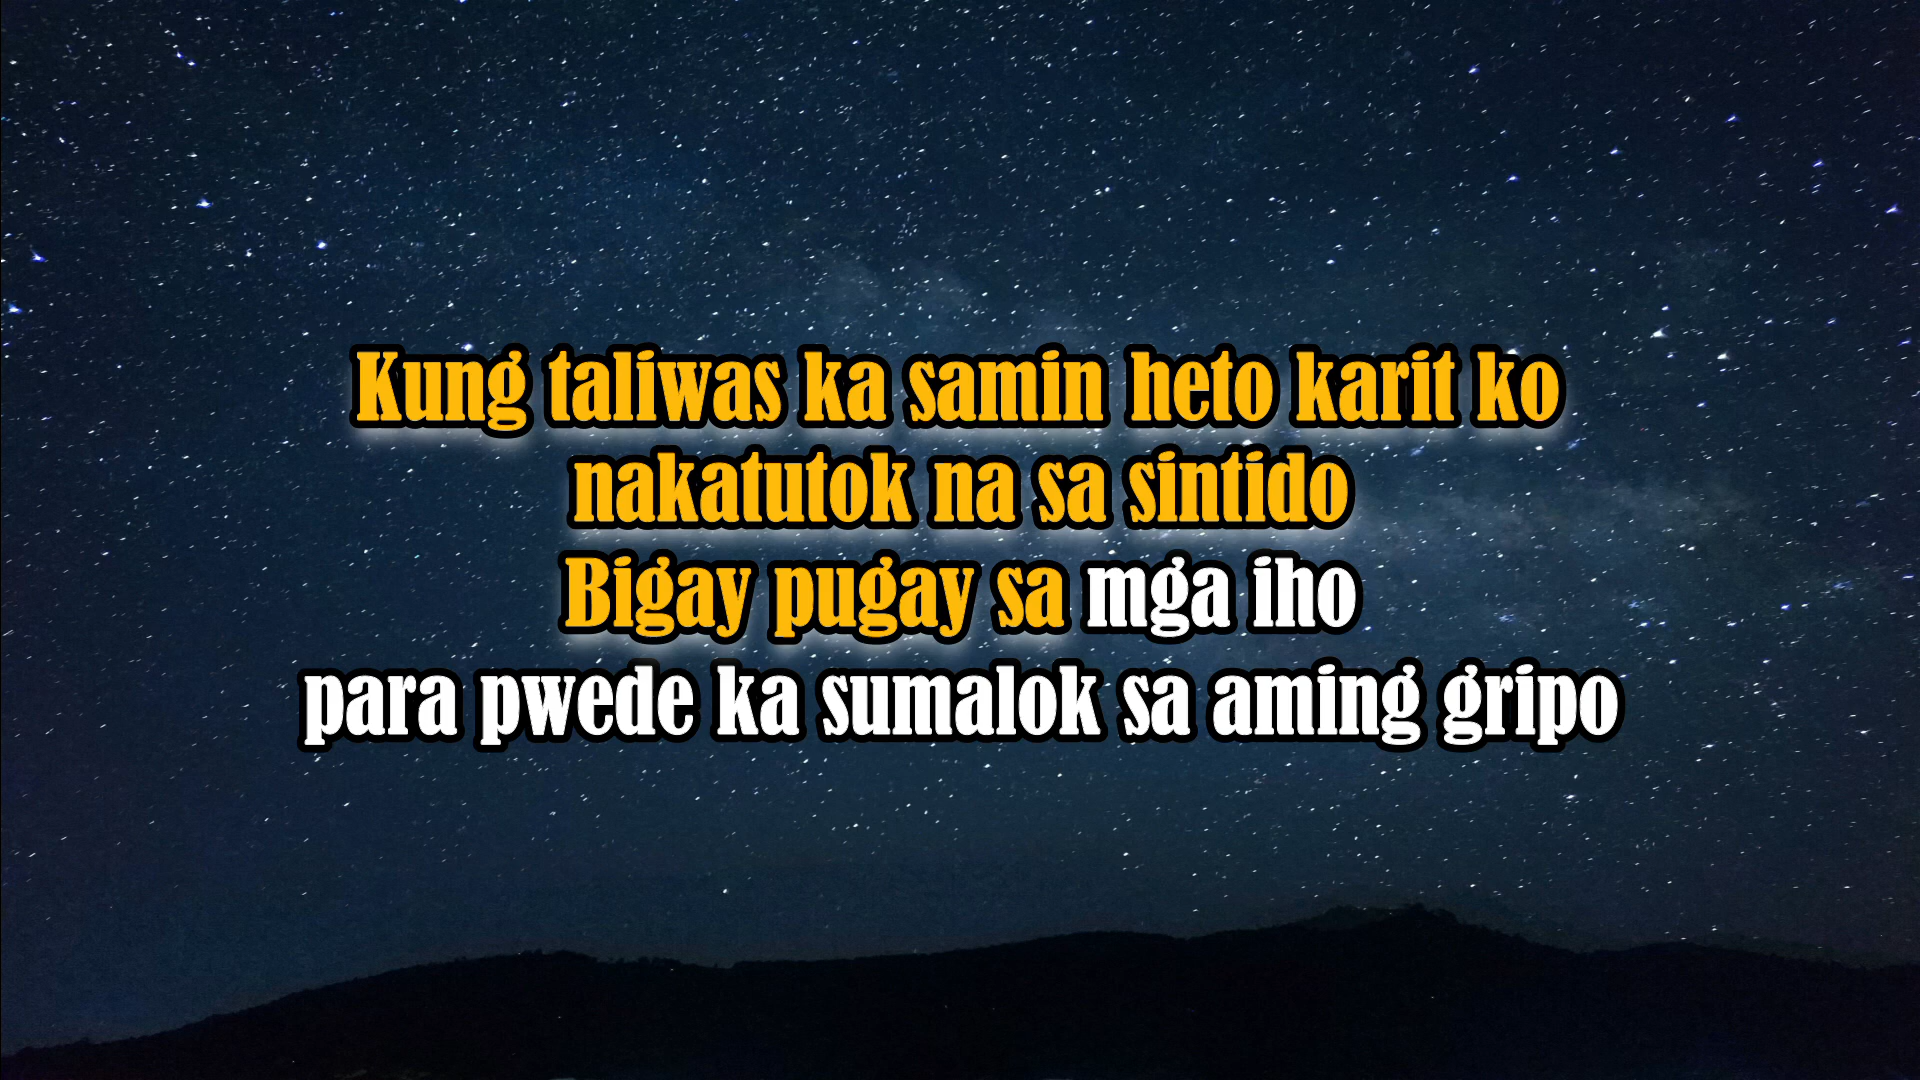 Kung taliwas ka samin heto karit ko
nakatutok na sa sintido
Bigay pugay sa mga iho
para pwede ka sumalok sa aming gripo